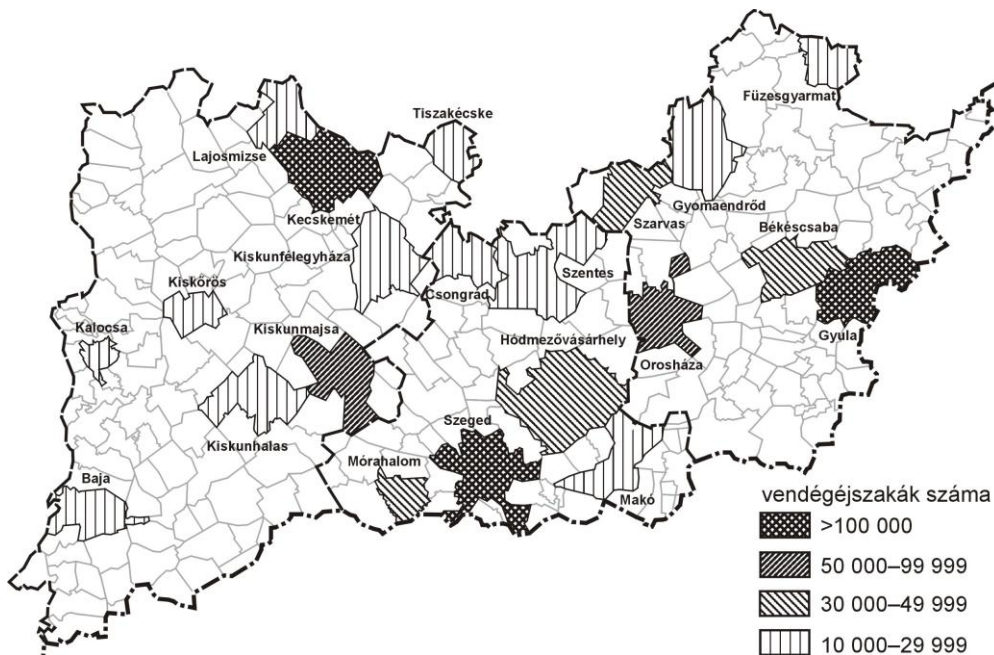 Füzesgyarmat
Tiszakécske
Lajosmizse
Gyomaendrőd
Kecskemét
Szarvas
Békéscsaba
Kiskunfélegyháza
Szentes
Kiskőrös
Csongrád
Kalocsa
Kiskunmajsa
Hódmezővásárhely
Gyula
Orosháza
Szeged
Kiskunhalas
Mórahalom
Baja
Makó
vendégéjszakák száma
>100 000
50 000–99 999
30 000–49 999
10 000–29 999